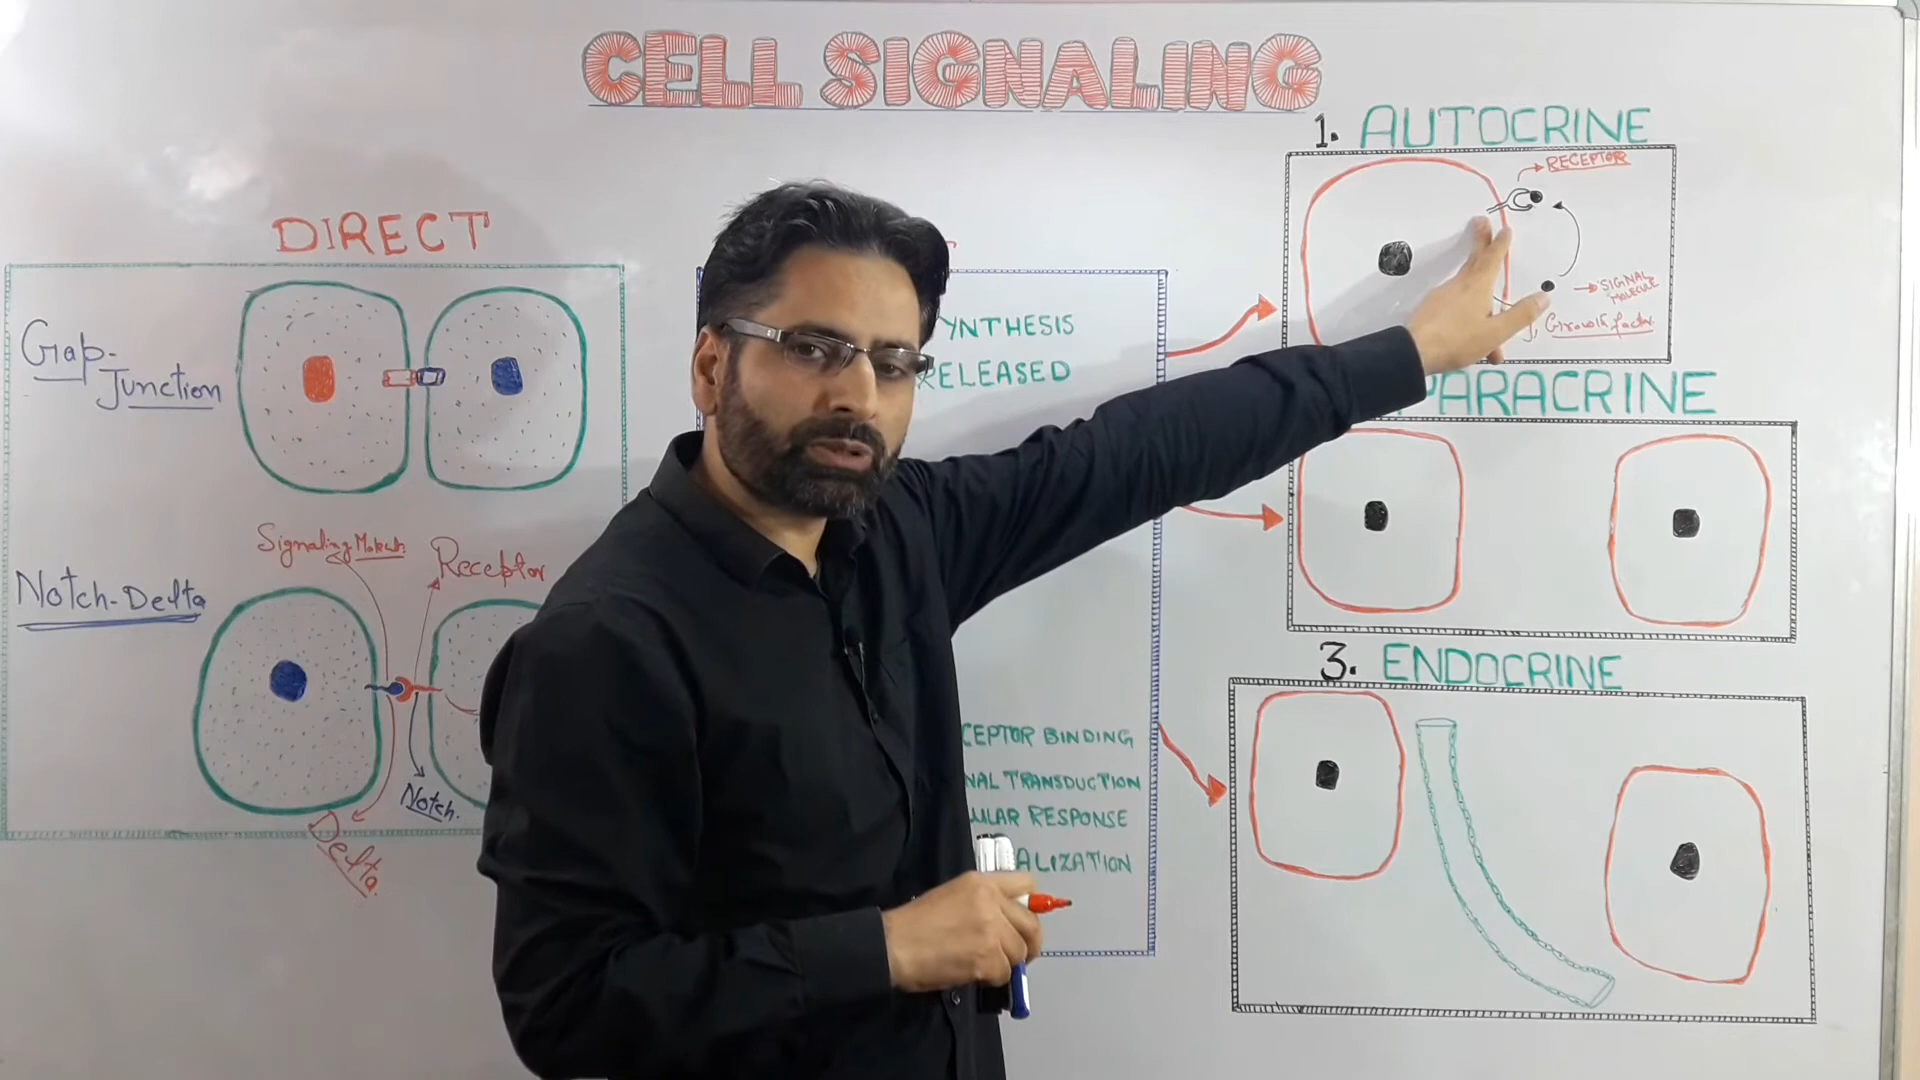 CELL SIGNALING
DIRECT
Gap-
Junction
Signaling Molecule
Receptor
Notch-Delta
Notch.
Delta.
YNTHESIS
RELEASED
CEPTOR BINDING
NAL TRANSDUCTION
ULAR RESPONSE
ALIZATION
1. AUTOCRINE
RECEPTOR
SIGNAL
MOLECULE
Growth factor
PARACRINE
3. ENDOCRINE